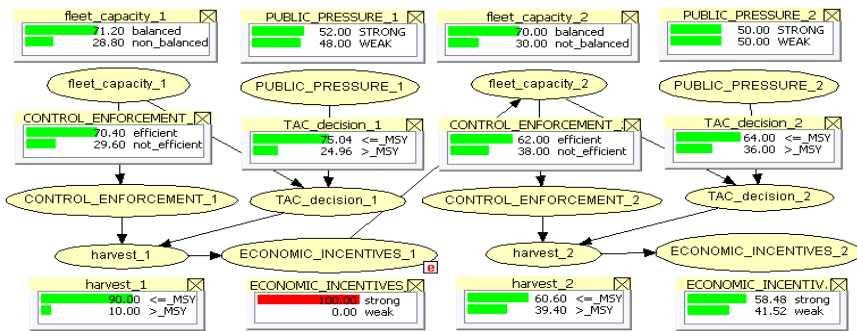 fleet_capacity_1
71.20 balanced
28.80 non_balanced
PUBLIC_PRESSURE_1
52.00 STRONG
48.00 WEAK
fleet_capacity_2
70.00 balanced
30.00 not_balanced
PUBLIC_PRESSURE_2
50.00 STRONG
50.00 WEAK
fleet_capacity_1
PUBLIC_PRESSURE_1
fleet_capacity_2
PUBLIC_PRESSURE_2
CONTROL_ENFORCEMENT_
70.40 efficient
29.60 not_efficient
TAC_decision_1
75.04 <=_MSY
24.96 >_MSY
CONTROL_ENFORCEMENT_
62.00 efficient
38.00 not_efficient
TAC_decision_2
64.00 <=_MSY
36.00 >_MSY
CONTROL_ENFORCEMENT_1
TAC_decision_1
CONTROL_ENFORCEMENT_2
TAC_decision_2
harvest_1
ECONOMIC_INCENTIVES_1
e
harvest_2
ECONOMIC_INCENTIVES_2
harvest_1
90.00 <=_MSY
10.00 >_MSY
ECONOMIC_INCENTIVES
100.00 strong
0.00 weak
harvest_2
60.60 <=_MSY
39.40 >_MSY
ECONOMIC_INCENTIV.
58.48 strong
41.52 weak